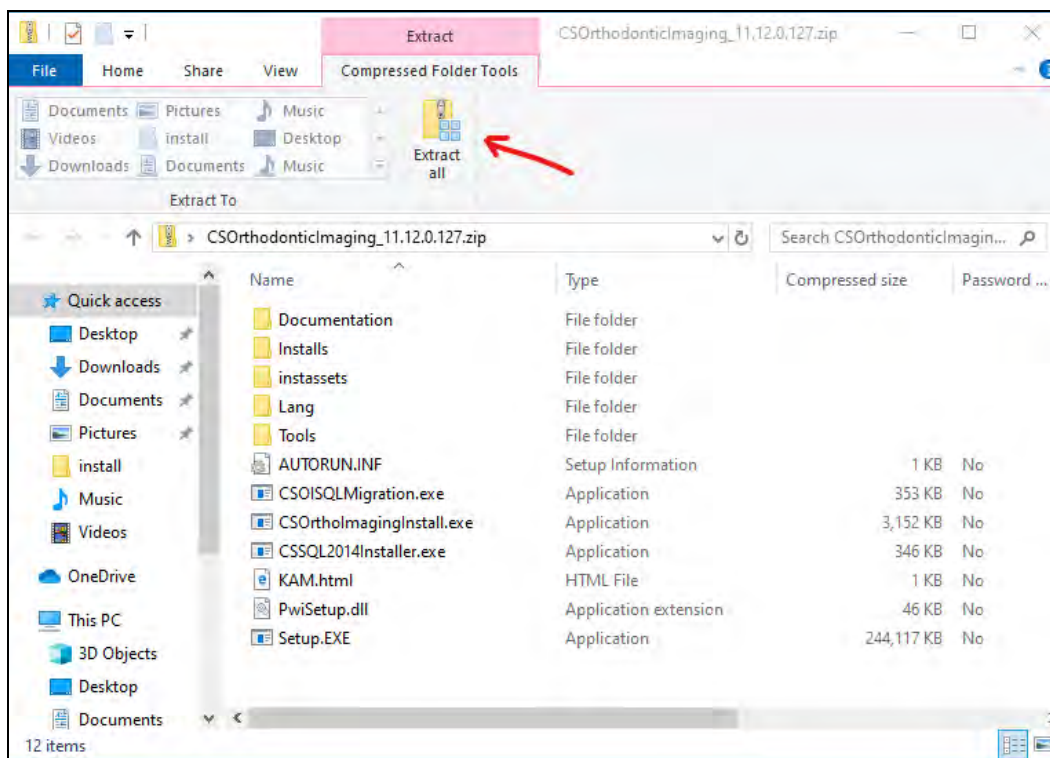 Extract CSOrthodonticImaging_11.12.0.127.zip
File Home Share View Compressed Folder Tools
Documents Pictures Music
Videos install Desktop
Downloads Documents Music
Extract all
Extract To
CSOrthodonticImaging_11.12.0.127.zip Search CSOrthodonticImagin...
Name Type Compressed size Password ...
Quick access
Desktop
Downloads
Documents
Pictures
install
Music
Videos
OneDrive
This PC
3D Objects
Desktop
Documents
Documentation File folder
Installs File folder
instassets File folder
Lang File folder
Tools File folder
AUTORUN.INF Setup Information 1 KB No
CSOISQLMigration.exe Application 353 KB No
CSOrthoImagingInstall.exe Application 3,152 KB No
CSSQL2014Installer.exe Application 346 KB No
KAM.html HTML File 1 KB No
PwiSetup.dll Application extension 46 KB No
Setup.EXE Application 244,117 KB No
12 items